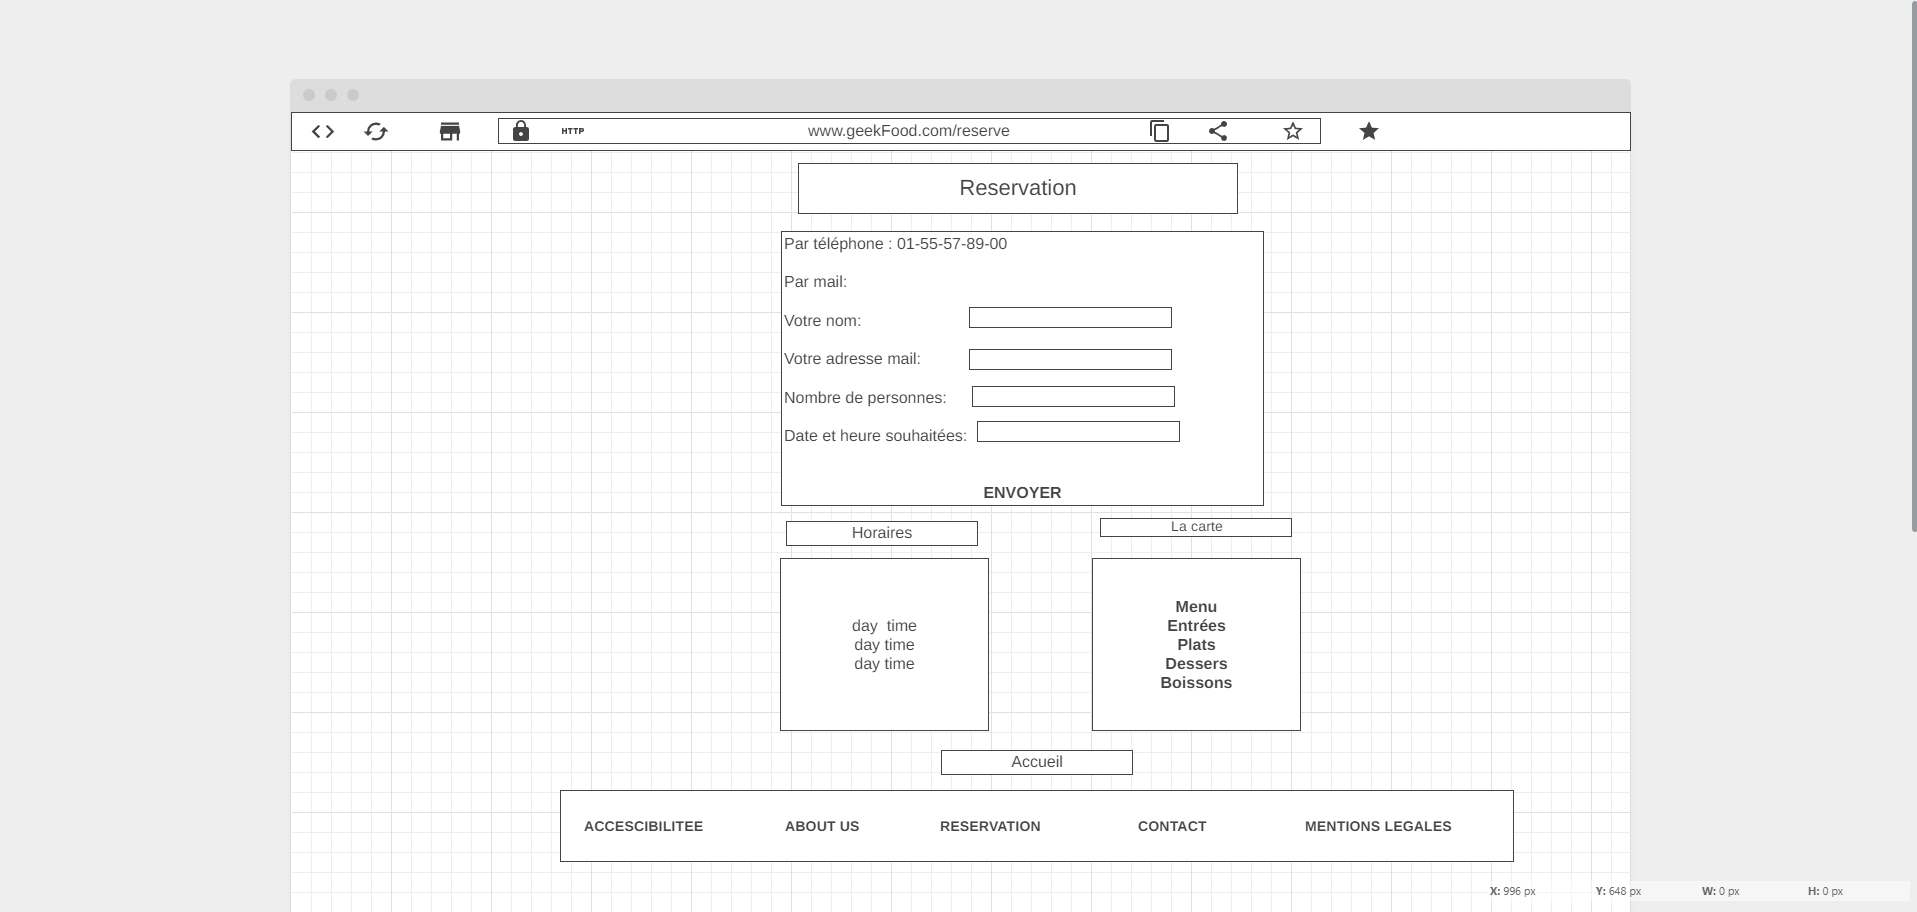 HTTP www.geekFood.com/reserve
Reservation
Par téléphone : 01-55-57-89-00
Par mail:
Votre nom:
Votre adresse mail:
Nombre de personnes:
Date et heure souhaitées:
ENVOYER
Horaires
La carte
day time
day time
day time
Menu
Entrées
Plats
Dessers
Boissons
Accueil
ACCESCIBILITEE ABOUT US RESERVATION CONTACT MENTIONS LEGALES
X: 996 px Y: 648 px W: 0 px H: 0 px